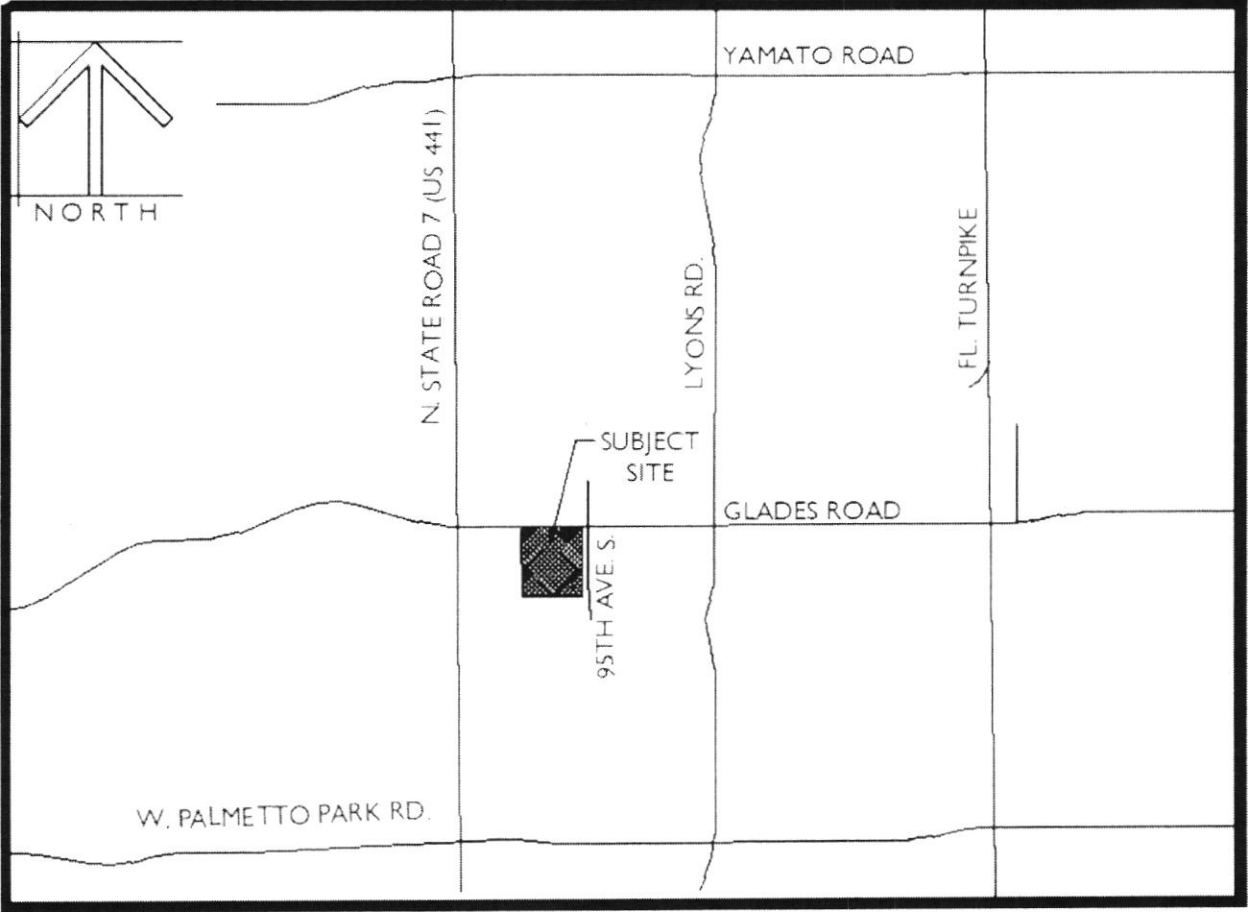 YAMATO ROAD
NORTH
N. STATE ROAD 7 (US 441)
LYONS RD.
FL. TURNPIKE
SUBJECT
SITE
GLADES ROAD
95TH AVE. S.
W. PALMETTO PARK RD.